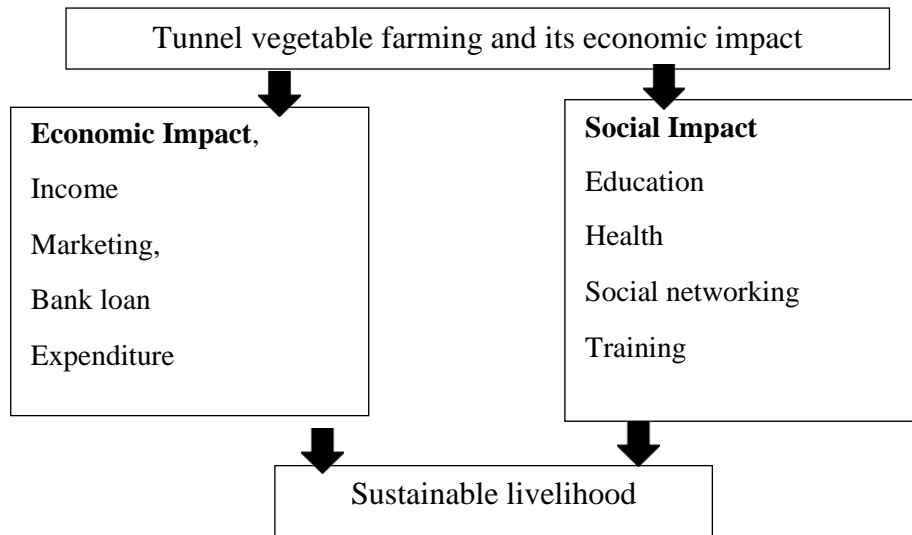 Tunnel vegetable farming and its economic impact
Economic Impact,
Income
Marketing,
Bank loan
Expenditure
Social Impact
Education
Health
Social networking
Training
Sustainable livelihood